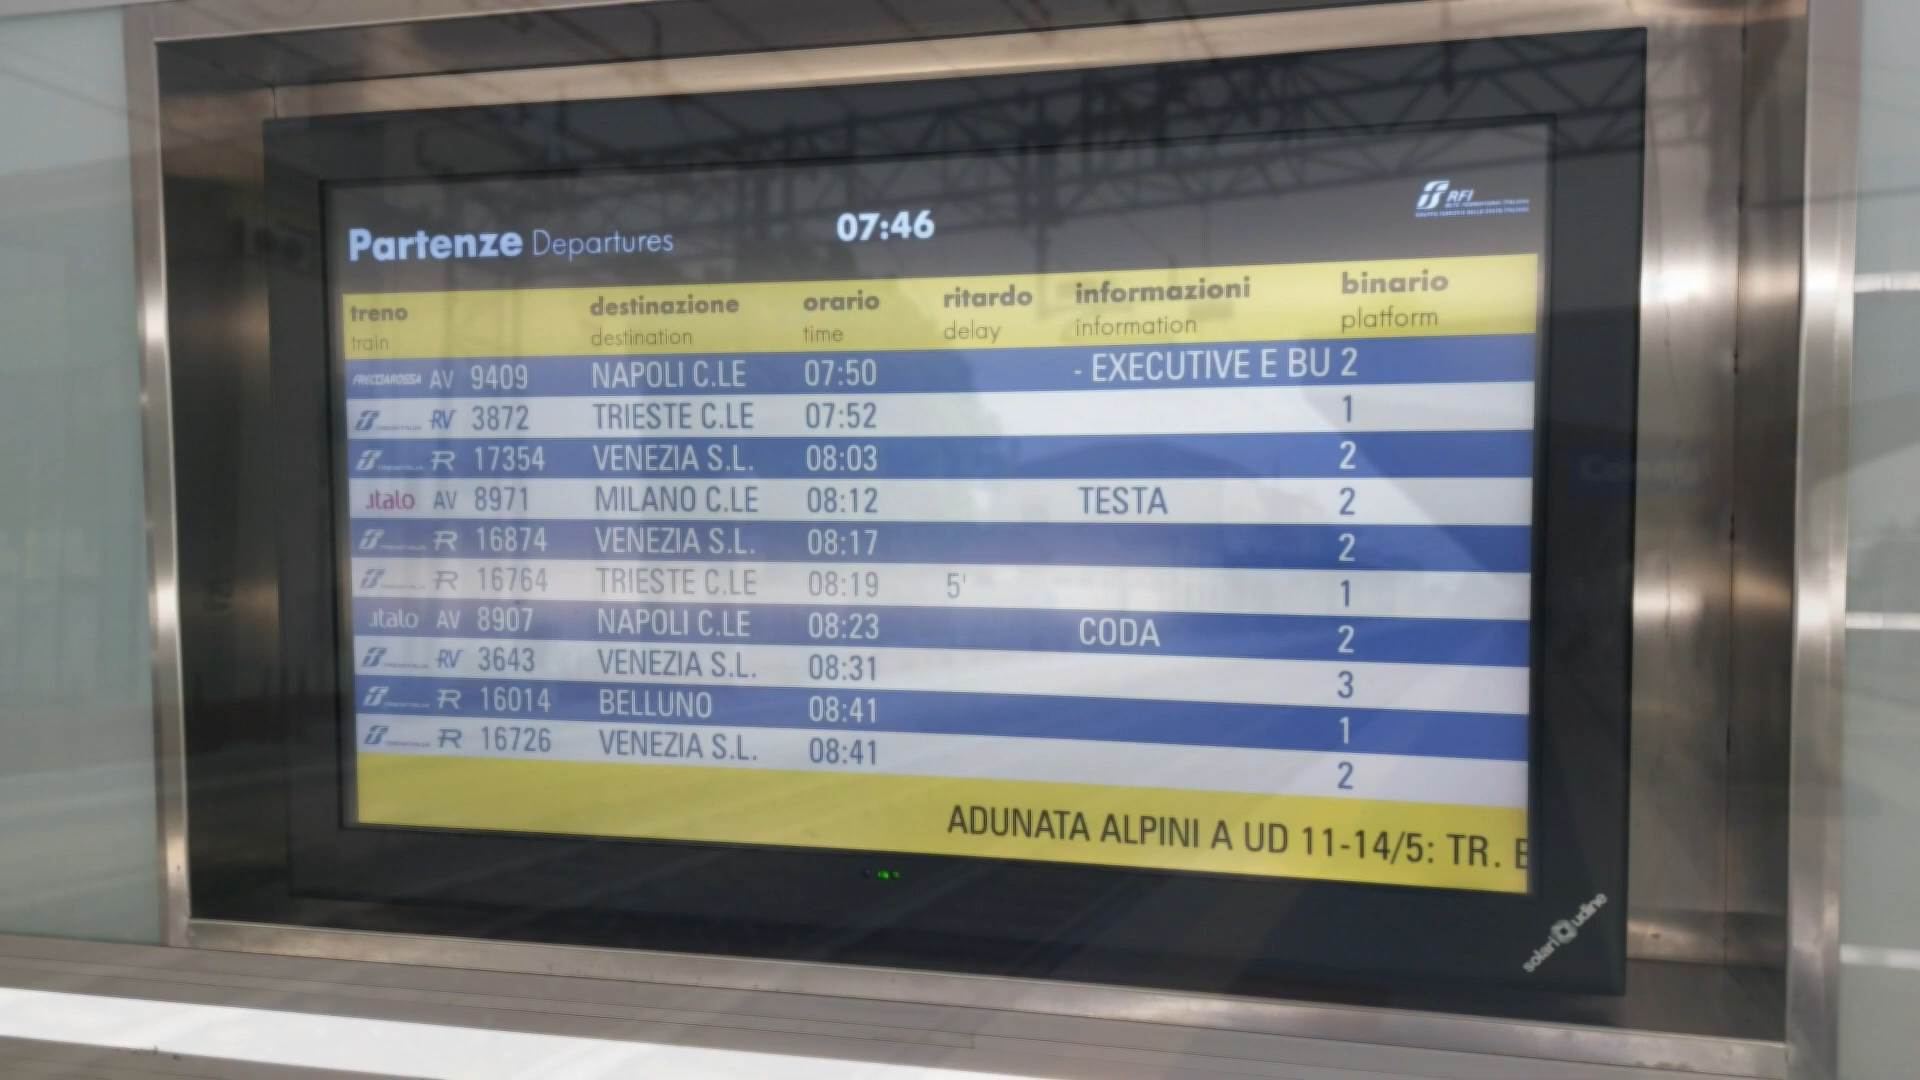 Partenze Departures 07:46 RFI
treno destinazione orario ritardo informazioni binario
train destination time delay information platform
FRECCIAROSSA AV 9409 NAPOLI C.LE 07:50 - EXECUTIVE E BU 2
RV 3872 TRIESTE C.LE 07:52 1
R 17354 VENEZIA S.L. 08:03 2
.italo AV 8971 MILANO C.LE 08:12 TESTA 2
R 16874 VENEZIA S.L. 08:17 2
R 16764 TRIESTE C.LE 08:19 5' 1
.italo AV 8907 NAPOLI C.LE 08:23 CODA 2
RV 3643 VENEZIA S.L. 08:31 3
R 16014 BELLUNO 08:41 1
R 16726 VENEZIA S.L. 08:41 2
ADUNATA ALPINI A UD 11-14/5: TR. E
solari udine